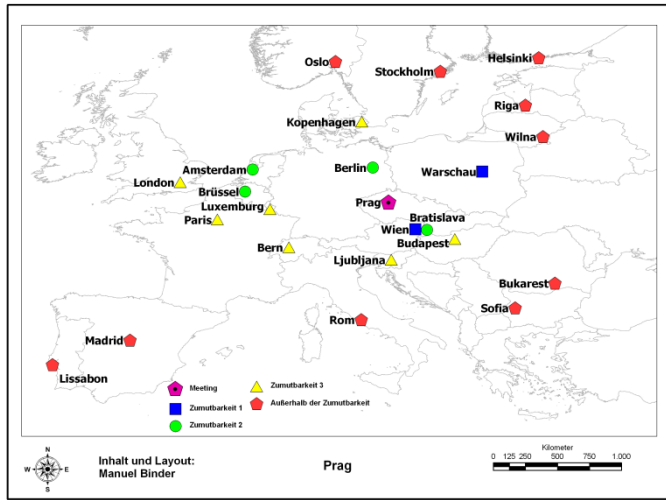 Oslo
Helsinki
Stockholm
Riga
Kopenhagen
Wilna
Amsterdam
Berlin
Warschau
London
Brüssel
Prag
Luxemburg
Paris
Bratislava
Wien
Budapest
Bern
Ljubljana
Bukarest
Sofia
Rom
Madrid
Lissabon
Meeting
Zumutbarkeit 3
Zumutbarkeit 1
Außerhalb der Zumutbarkeit
Zumutbarkeit 2
N
W E
S
Inhalt und Layout:
Manuel Binder
Prag
Kilometer
0 125 250 500 750 1.000